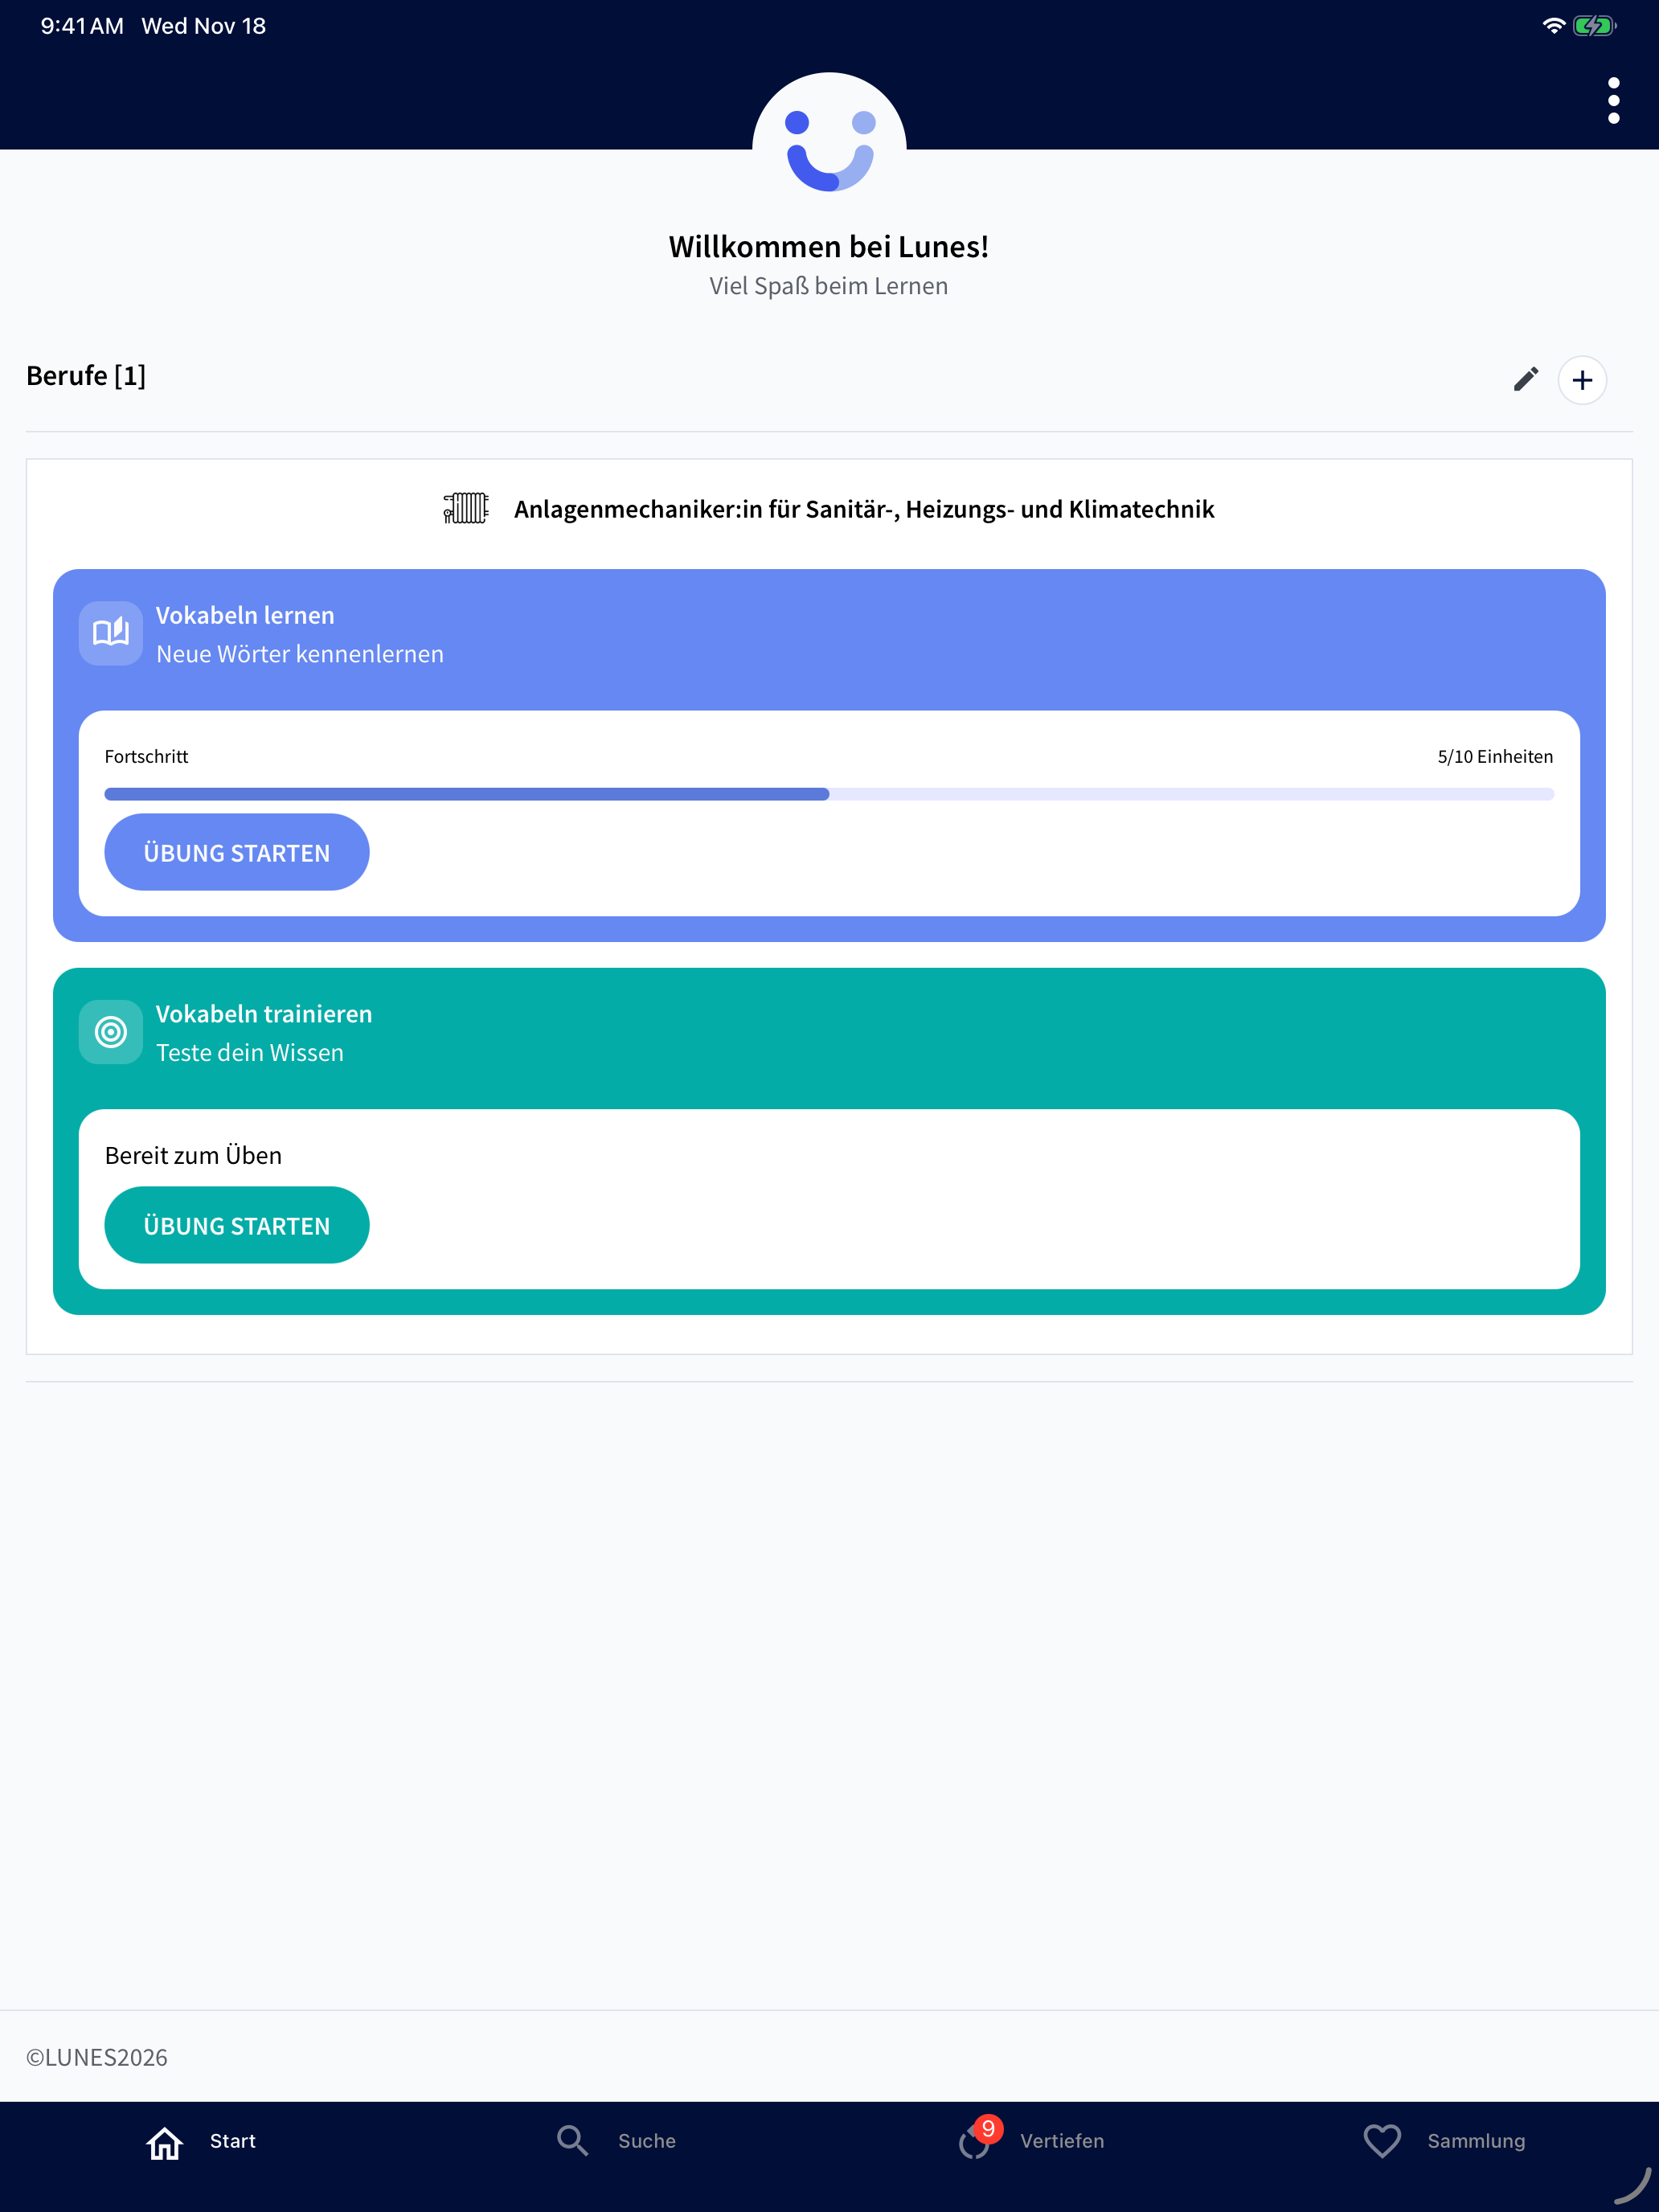 9:41 AM Wed Nov 18
Willkommen bei Lunes!
Viel Spaß beim Lernen
Berufe [1]
Anlagenmechaniker:in für Sanitär-, Heizungs- und Klimatechnik
Vokabeln lernen
Neue Wörter kennenlernen
Fortschritt
5/10 Einheiten
ÜBUNG STARTEN
Vokabeln trainieren
Teste dein Wissen
Bereit zum Üben
ÜBUNG STARTEN
©LUNES2026
Start
Suche
9
Vertiefen
Sammlung